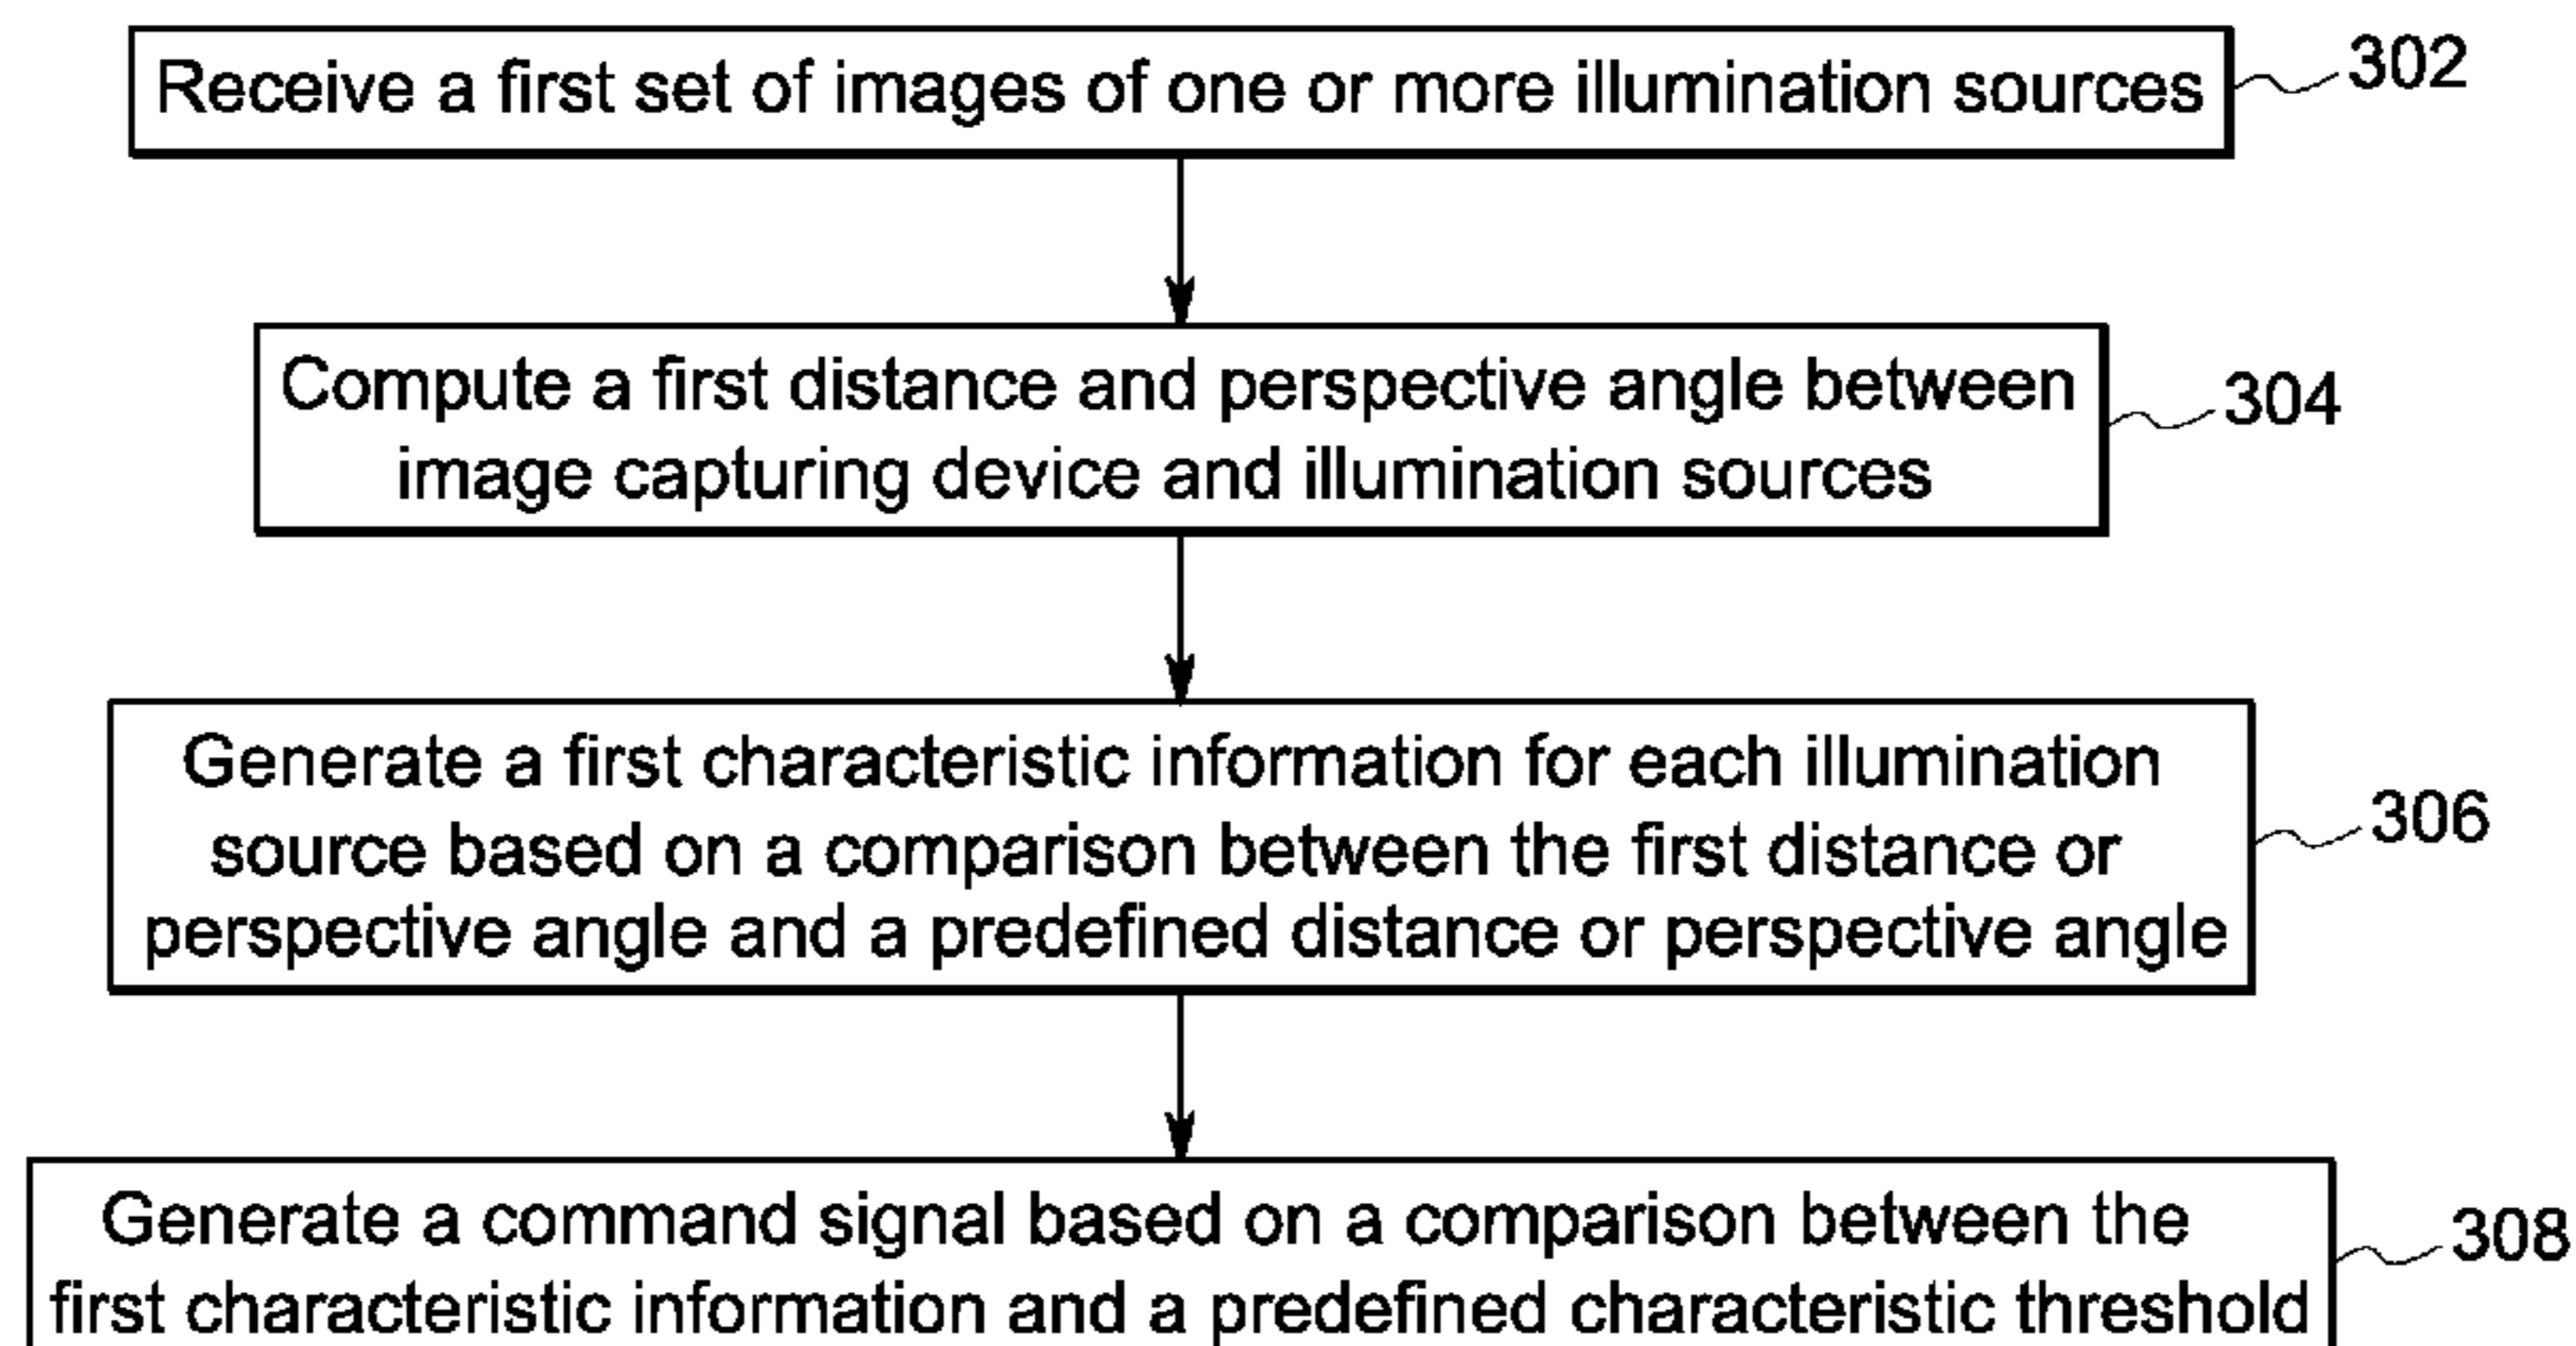 Receive a first set of images of one or more illumination sources
302
Compute a first distance and perspective angle between
image capturing device and illumination sources
304
Generate a first characteristic information for each illumination
source based on a comparison between the first distance or
perspective angle and a predefined distance or perspective angle
306
Generate a command signal based on a comparison between the
first characteristic information and a predefined characteristic threshold
308